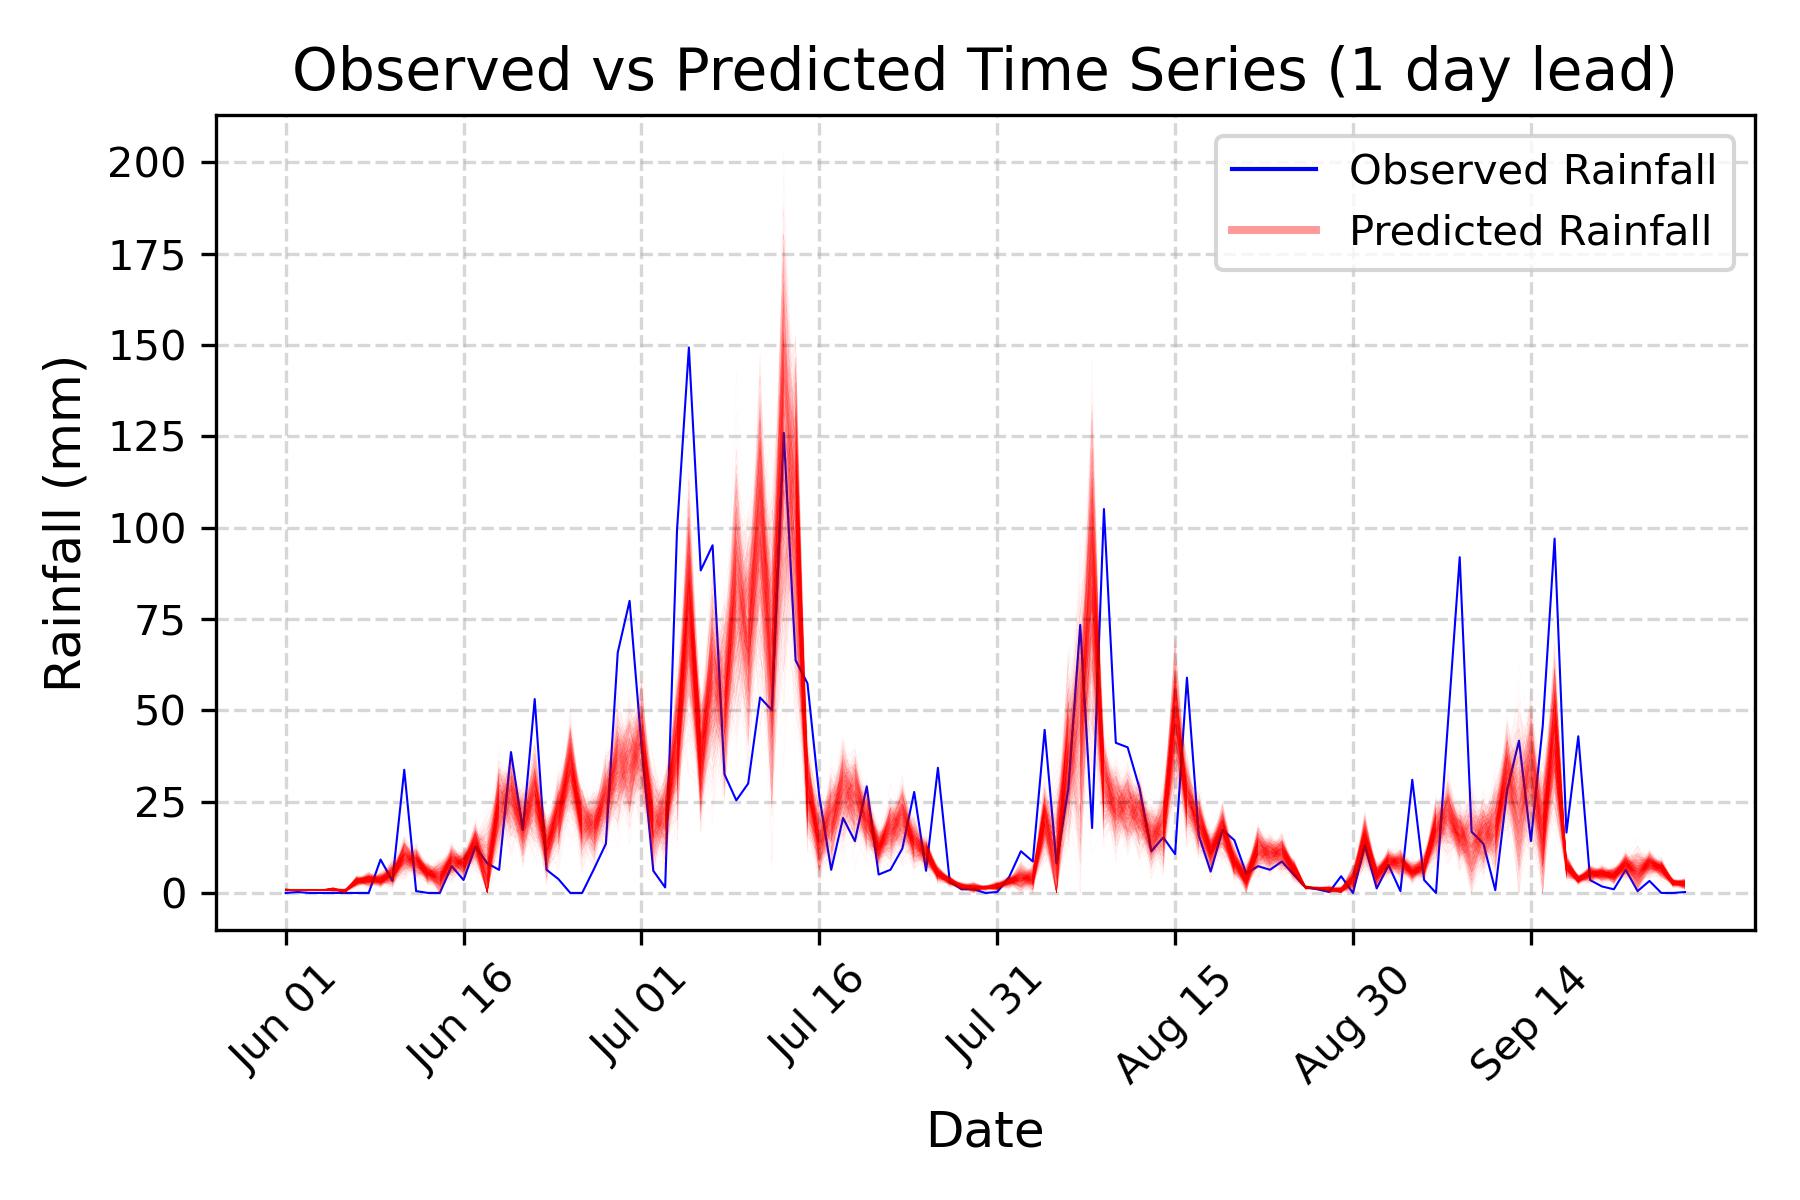 Observed vs Predicted Time Series (1 day lead)
Observed Rainfall
Predicted Rainfall
Rainfall (mm)
200
175
150
125
100
75
50
25
0
Jun 01
Jun 16
Jul 01
Jul 16
Jul 31
Aug 15
Aug 30
Sep 14
Date